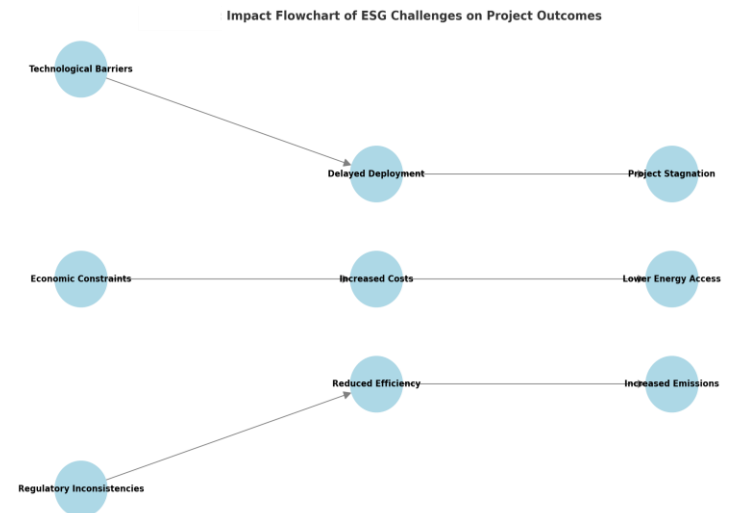 Impact Flowchart of ESG Challenges on Project Outcomes
Technological Barriers
Delayed Deployment
Project Stagnation
Economic Constraints
Increased Costs
Lower Energy Access
Reduced Efficiency
Increased Emissions
Regulatory Inconsistencies